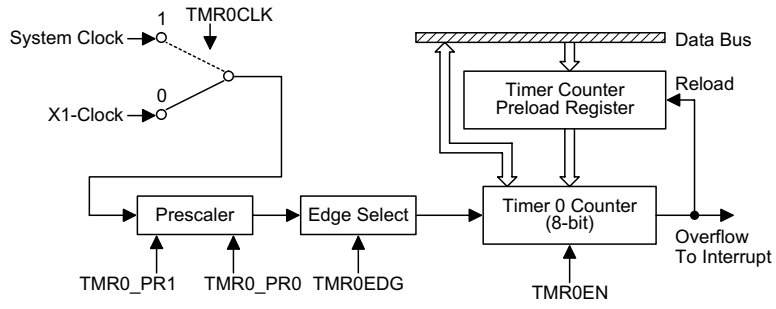 1
TMR0CLK
System Clock
Data Bus
0
X1-Clock
Timer Counter
Preload Register
Reload
Prescaler
Edge Select
Timer 0 Counter
(8-bit)
Overflow
To Interrupt
TMR0_PR1
TMR0_PR0
TMR0EDG
TMR0EN